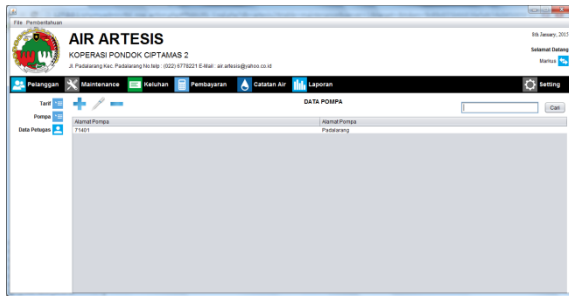 File Pemberitahuan
AIR ARTESIS
KOPERASI PONDOK CIPTAMAS 2
Jl. Padalarang Kec. Padalarang No.telp : (022) 6776221 E-Mail : air.artesis@yahoo.co.id
9th January, 2015
Selamat Datang
Markus
Pelanggan Maintenance Keluhan Pembayaran Catatan Air Laporan Setting
Tarif
Pompa
Data Petugas
DATA POMPA
Cari
Alamat Pompa Alamat Pompa
71401 Padalarang